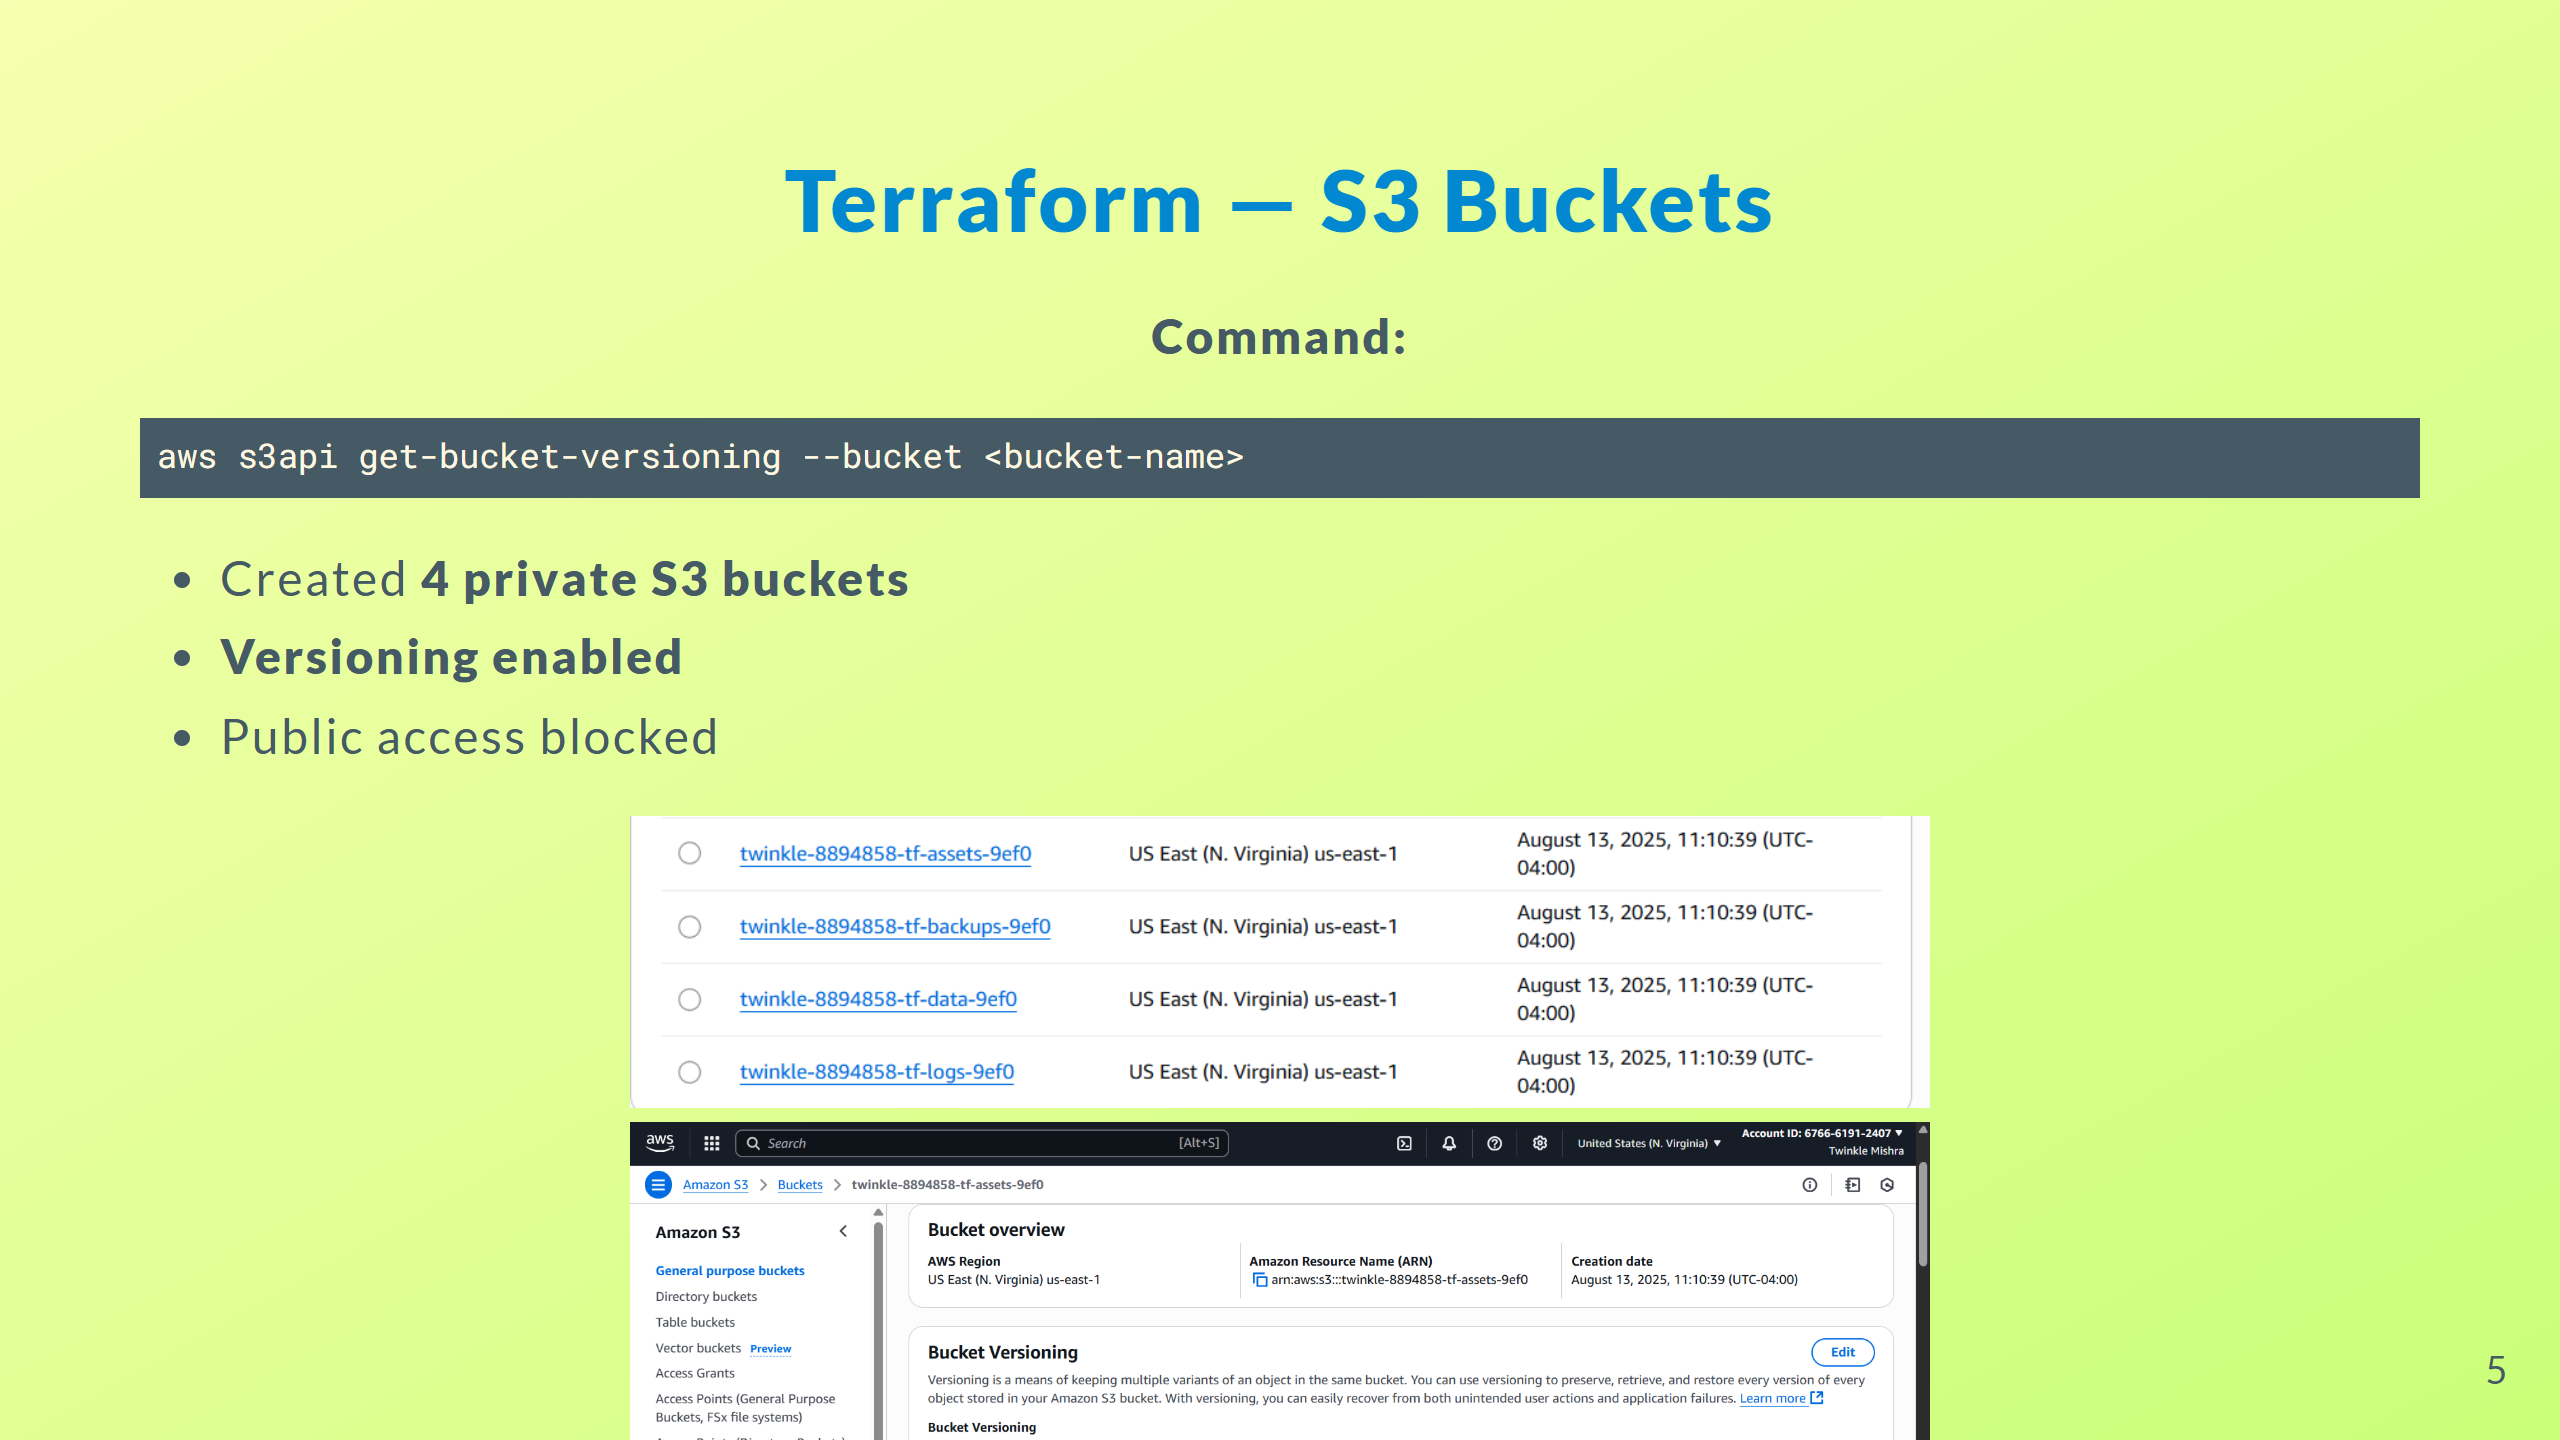 Terraform — S3 Buckets
Command:
aws s3api get-bucket-versioning --bucket <bucket-name>
• Created 4 private S3 buckets
• Versioning enabled
• Public access blocked
twinkle-8894858-tf-assets-9ef0 US East (N. Virginia) us-east-1 August 13, 2025, 11:10:39 (UTC-
04:00)
twinkle-8894858-tf-backups-9ef0 US East (N. Virginia) us-east-1 August 13, 2025, 11:10:39 (UTC-
04:00)
twinkle-8894858-tf-data-9ef0 US East (N. Virginia) us-east-1 August 13, 2025, 11:10:39 (UTC-
04:00)
twinkle-8894858-tf-logs-9ef0 US East (N. Virginia) us-east-1 August 13, 2025, 11:10:39 (UTC-
04:00)
aws Search [Alt+S] United States (N. Virginia) Account ID: 6766-6191-2407
Twinkle Mishra
Amazon S3 Buckets twinkle-8894858-tf-assets-9ef0
Amazon S3
General purpose buckets
Directory buckets
Table buckets
Vector buckets Preview
Access Grants
Access Points (General Purpose
Buckets, FSx file systems)
Bucket overview
AWS Region
US East (N. Virginia) us-east-1
Amazon Resource Name (ARN)
arn:aws:s3:::twinkle-8894858-tf-assets-9ef0
Creation date
August 13, 2025, 11:10:39 (UTC-04:00)
Bucket Versioning Edit
Versioning is a means of keeping multiple variants of an object in the same bucket. You can use versioning to preserve, retrieve, and restore every version of every
object stored in your Amazon S3 bucket. With versioning, you can easily recover from both unintended user actions and application failures. Learn more
Bucket Versioning
5